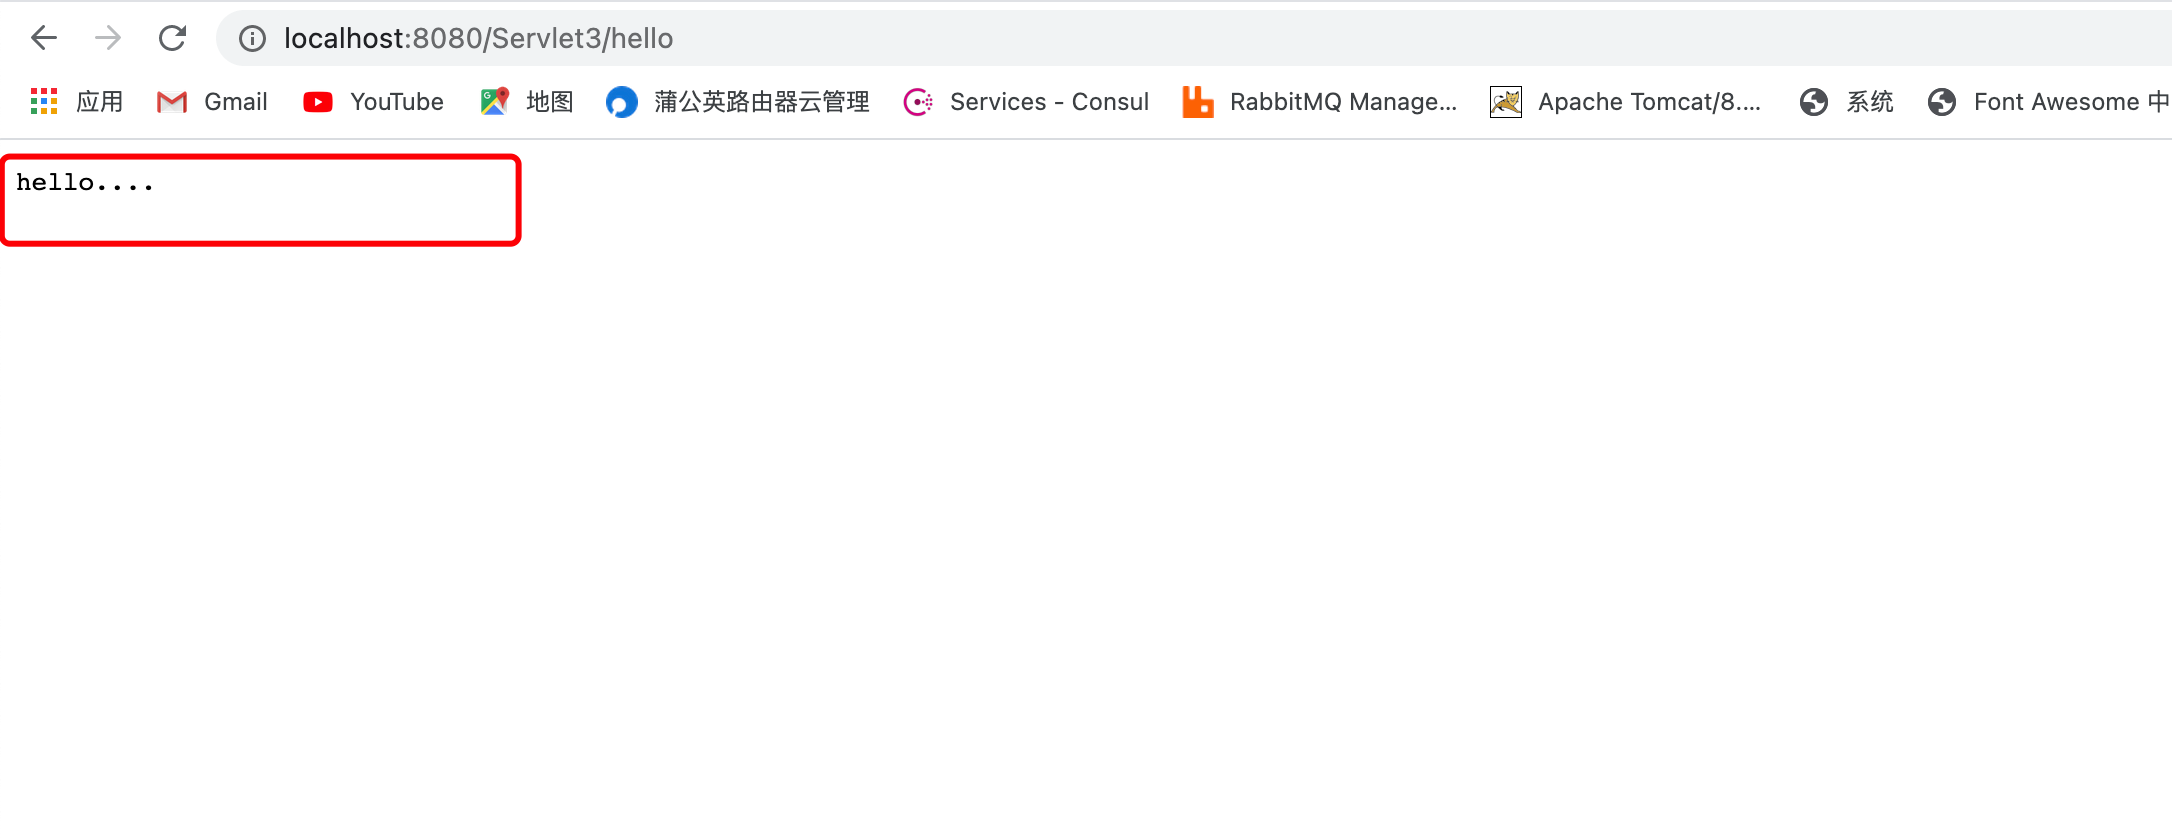 localhost:8080/Servlet3/hello
应用 Gmail YouTube 地图 蒲公英路由器云管理 Services - Consul RabbitMQ Manage... Apache Tomcat/8.... 系统 Font Awesome 中
hello....